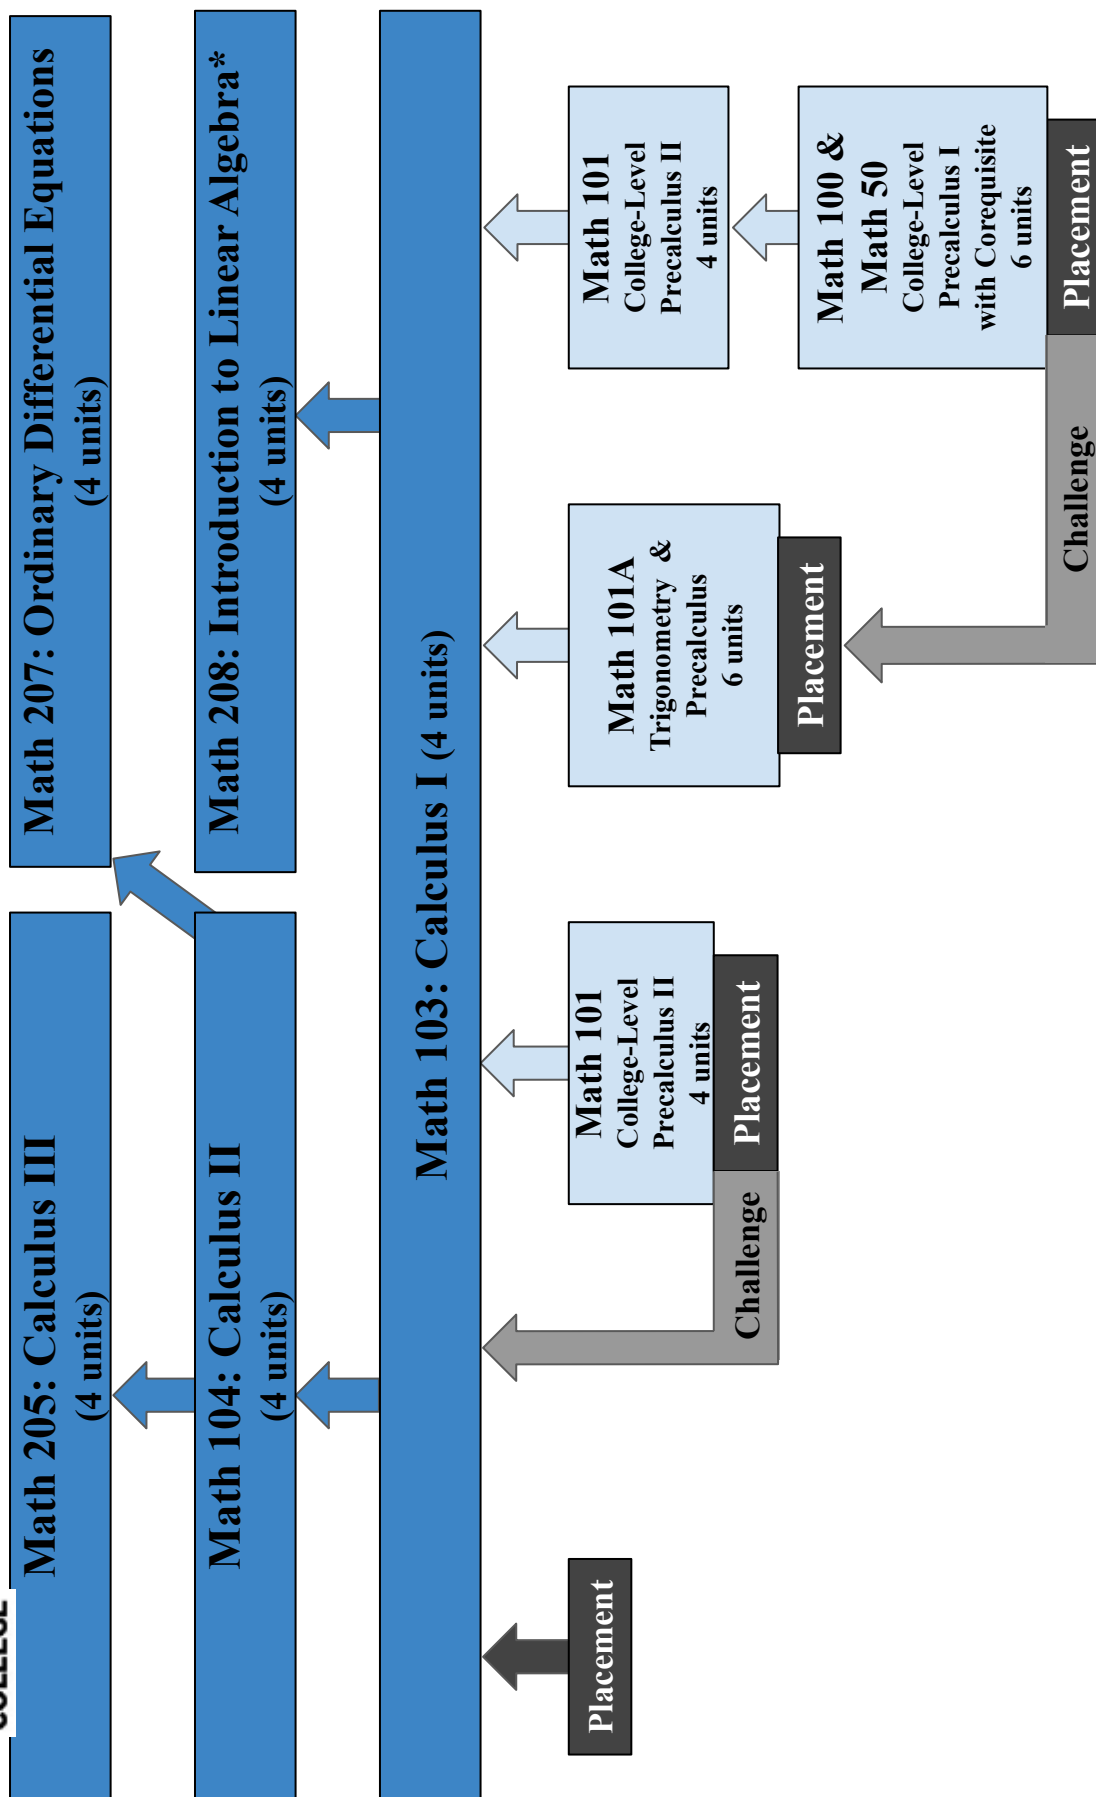 COLLEGE
Math 205: Calculus III
(4 units)
Math 207: Ordinary Differential Equations
(4 units)
Math 104: Calculus II
(4 units)
Math 208: Introduction to Linear Algebra*
(4 units)
Math 103: Calculus I (4 units)
Placement
Math 101
College-Level
Precalculus II
4 units
Placement
Challenge
Math 101A
Trigonometry &
Precalculus
6 units
Placement
Math 101
College-Level
Precalculus II
4 units
Math 100 &
Math 50
College-Level
Precalculus I
with Corequisite
6 units
Placement
Challenge